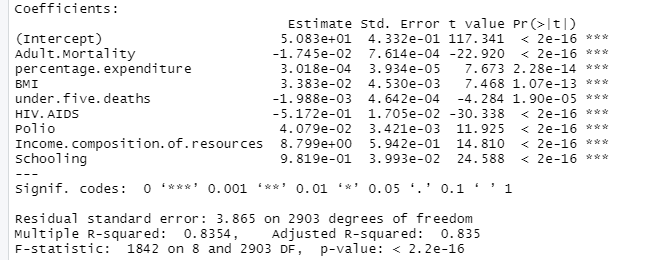 Coefficients:
Estimate Std. Error t value Pr(>|t|)
(Intercept) 5.083e+01 4.332e-01 117.341 < 2e-16 ***
Adult.Mortality -1.745e-02 7.614e-04 -22.920 < 2e-16 ***
percentage.expenditure 3.018e-04 3.934e-05 7.673 2.28e-14 ***
BMI 3.383e-02 4.530e-03 7.468 1.07e-13 ***
under.five.deaths -1.988e-03 4.642e-04 -4.284 1.90e-05 ***
HIV.AIDS -5.172e-01 1.705e-02 -30.338 < 2e-16 ***
Polio 4.079e-02 3.421e-03 11.925 < 2e-16 ***
Income.composition.of.resources 8.799e+00 5.942e-01 14.810 < 2e-16 ***
Schooling 9.819e-01 3.993e-02 24.588 < 2e-16 ***
---
Signif. codes: 0 ‘***’ 0.001 ‘**’ 0.01 ‘*’ 0.05 ‘.’ 0.1 ‘ ’ 1
Residual standard error: 3.865 on 2903 degrees of freedom
Multiple R-squared: 0.8354, Adjusted R-squared: 0.835
F-statistic: 1842 on 8 and 2903 DF, p-value: < 2.2e-16